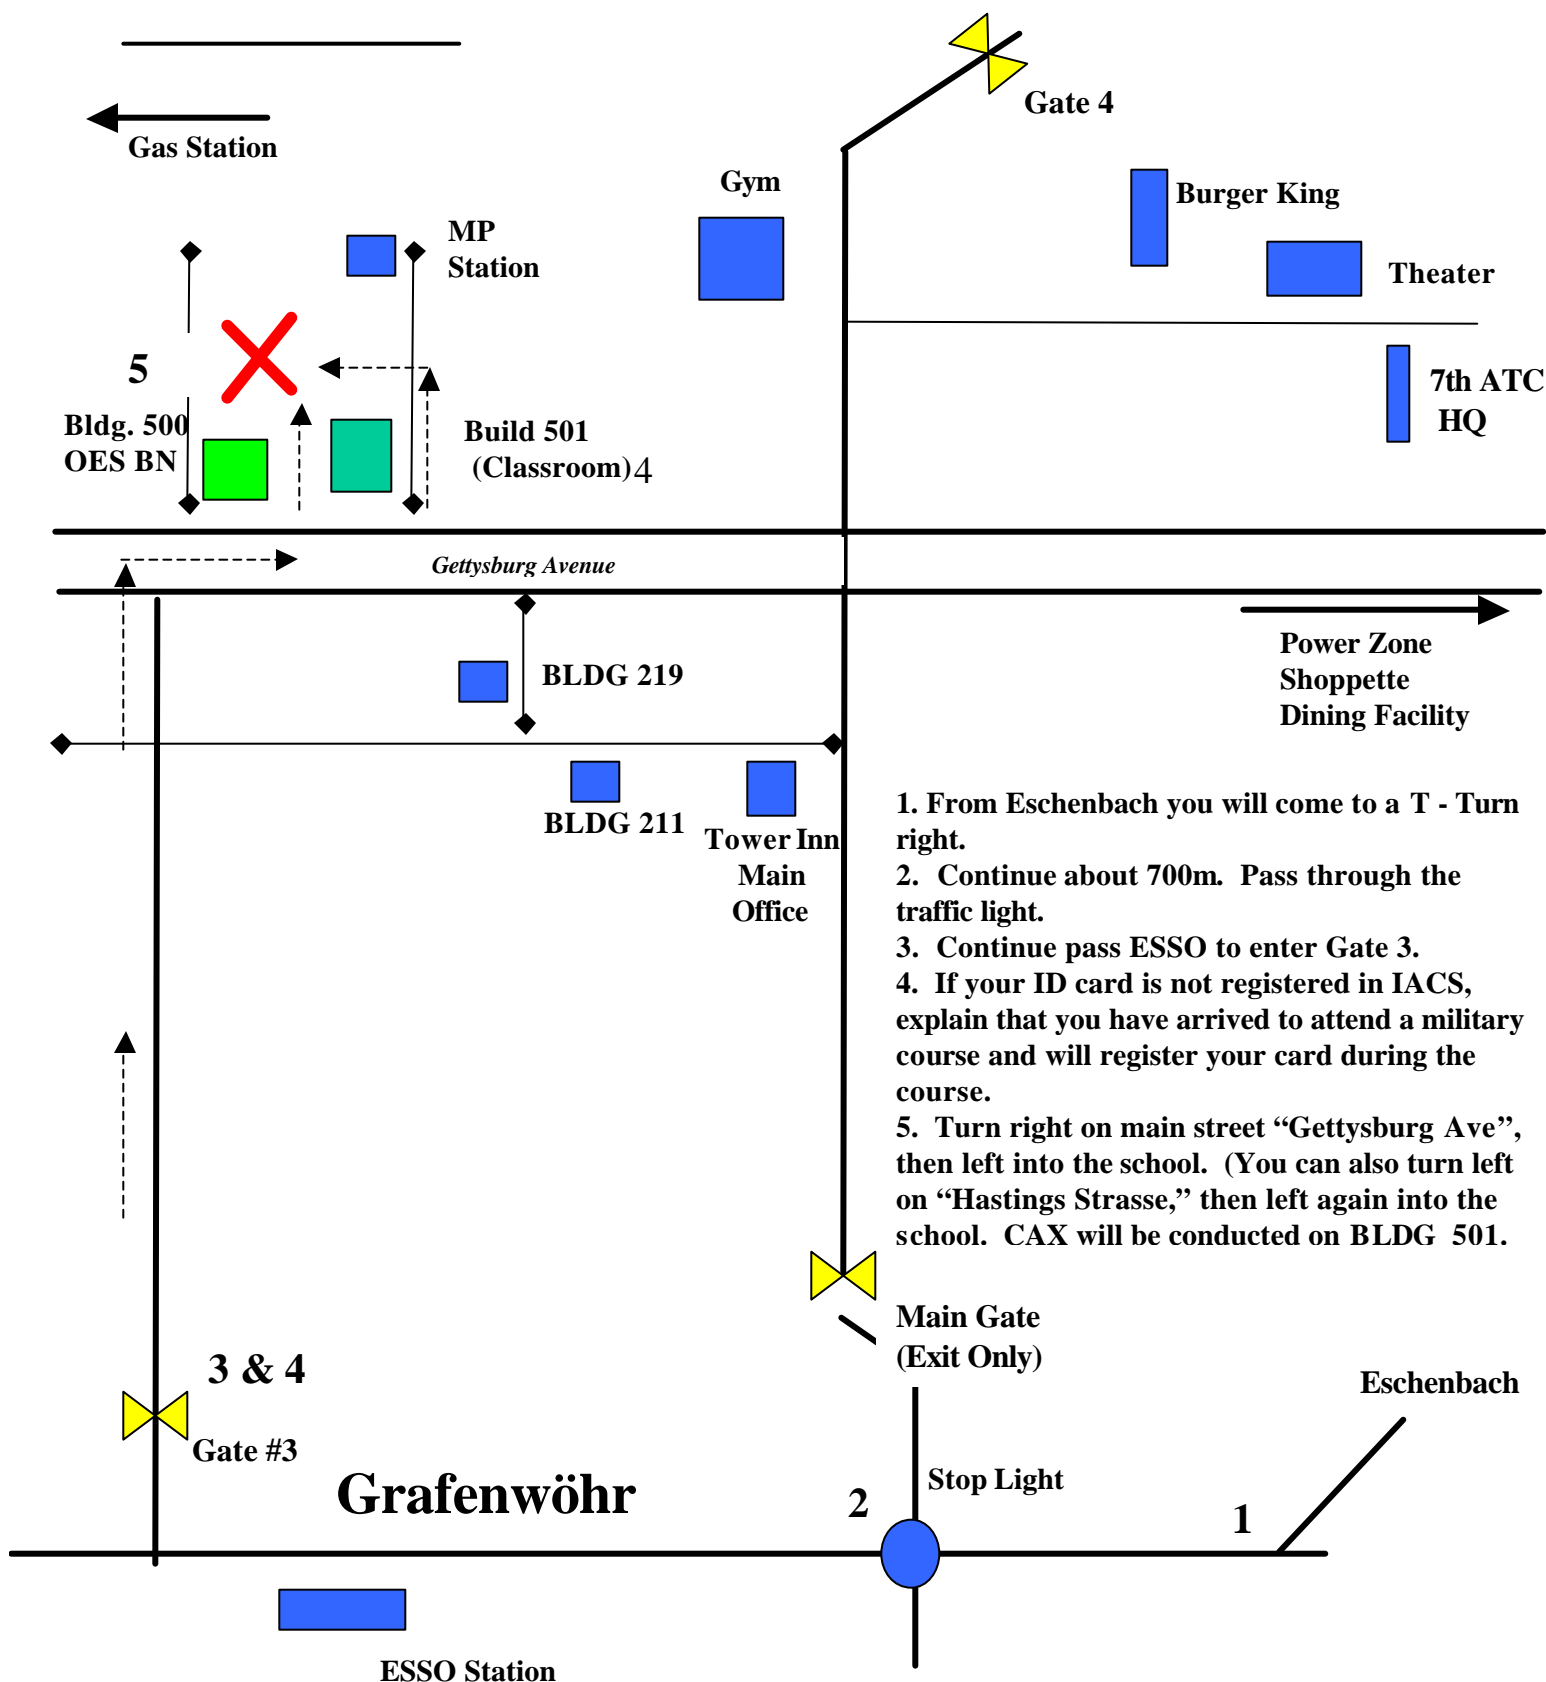 Gate 4
Gas Station
Gym
Burger King
MP
Station
Theater
5
7th ATC
HQ
Bldg. 500
OES BN
Build 501
(Classroom) 4
Gettysburg Avenue
Power Zone
Shoppette
Dining Facility
BLDG 219
BLDG 211
Tower Inn
Main
Office
1. From Eschenbach you will come to a T - Turn
right.
2.  Continue about 700m.  Pass through the
traffic light.
3.  Continue pass ESSO to enter Gate 3.
4.  If your ID card is not registered in IACS,
explain that you have arrived to attend a military
course and will register your card during the
course.
5.  Turn right on main street “Gettysburg Ave”,
then left into the school.  (You can also turn left
on “Hastings Strasse,” then left again into the
school.  CAX will be conducted on BLDG  501.
Main Gate
(Exit Only)
3 & 4
Eschenbach
Gate #3
Grafenwöhr
Stop Light
2
1
ESSO Station